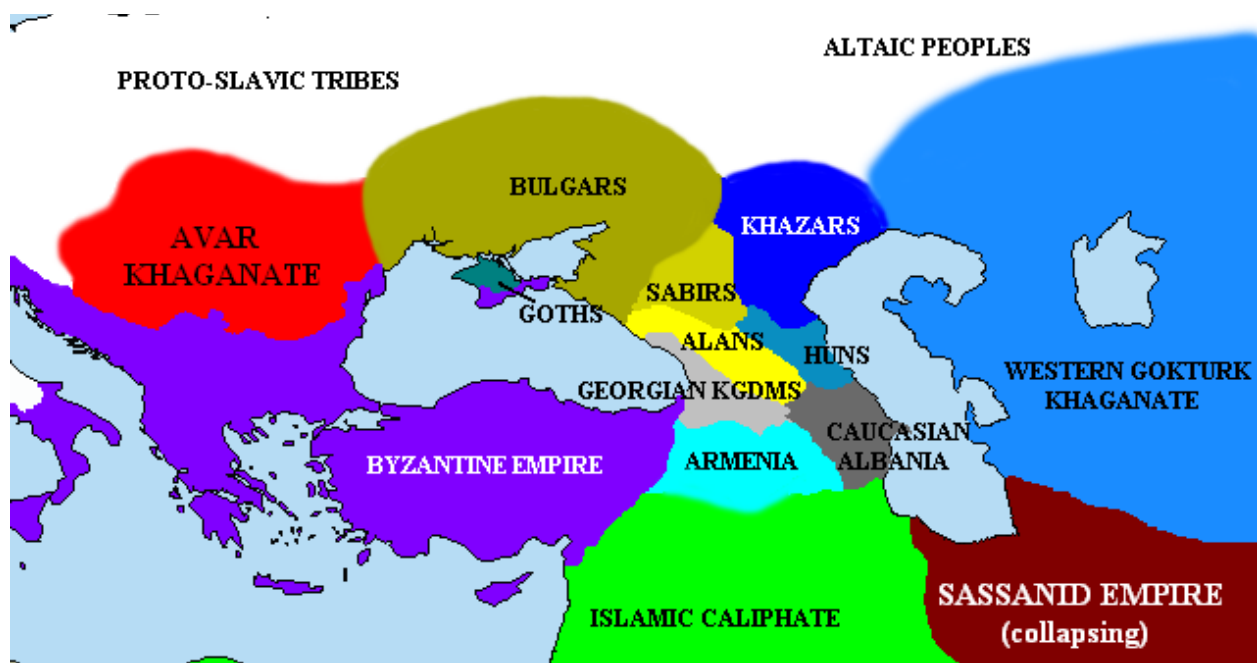 ALTAIC PEOPLES
PROTO-SLAVIC TRIBES
BULGARS
KHAZARS
AVAR
KHAGANATE
SABIRS
GOTHS
ALANS
HUNS
WESTERN GOKTURK
KHAGANATE
GEORGIAN KGDMS
CAUCASIAN
ALBANIA
BYZANTINE EMPIRE
ARMENIA
SASSANID EMPIRE
(collapsing)
ISLAMIC CALIPHATE